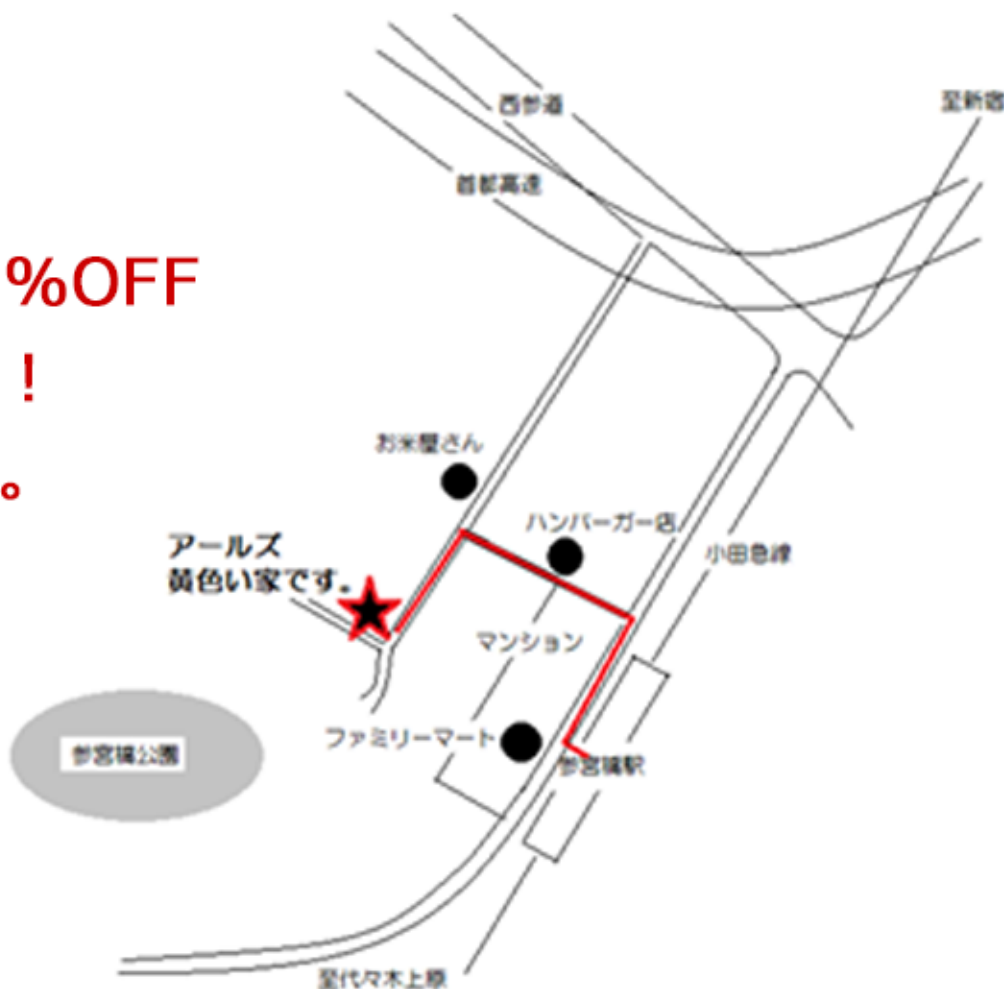 西参道
至新宿
首都高速
%OFF
！
。
お米屋さん
ハンバーガー店
アールズ
黄色い家です。
小田急線
マンション
ファミリーマート
参宮橋公園
参宮橋駅
至代々木上原